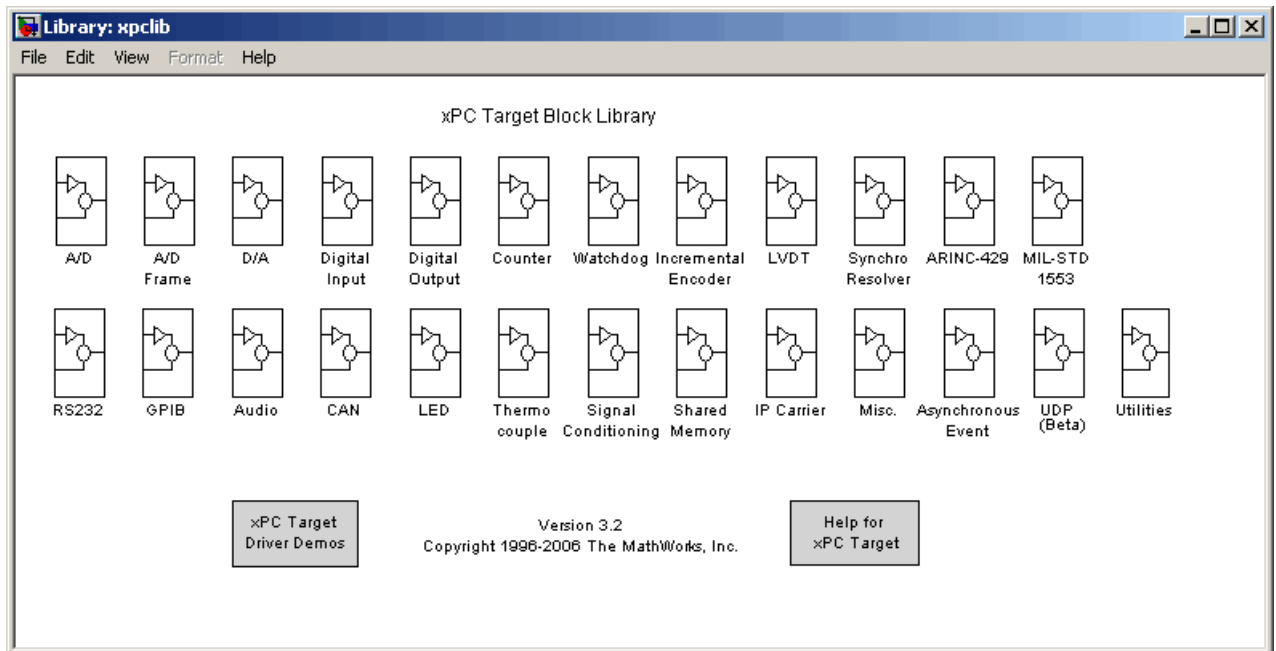 Library: xpclib
File Edit View Format Help
xPC Target Block Library
A/D A/D D/A Digital Digital Counter Watchdog Incremental LVDT Synchro ARINC-429 MIL-STD
Frame Input Output Encoder Resolver 1553
RS232 GPIB Audio CAN LED Thermo Signal Shared IP Carrier Misc. Asynchronous UDP Utilities
couple Conditioning Memory Event (Beta)
xPC Target Version 3.2 Help for
Driver Demos Copyright 1996-2006 The MathWorks, Inc. xPC Target